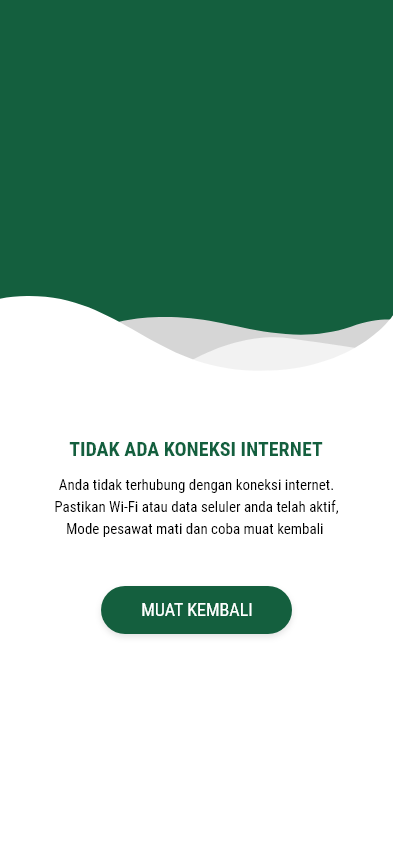 TIDAK ADA KONEKSI INTERNET
Anda tidak terhubung dengan koneksi internet.
Pastikan Wi-Fi atau data seluler anda telah aktif,
Mode pesawat mati dan coba muat kembali
MUAT KEMBALI